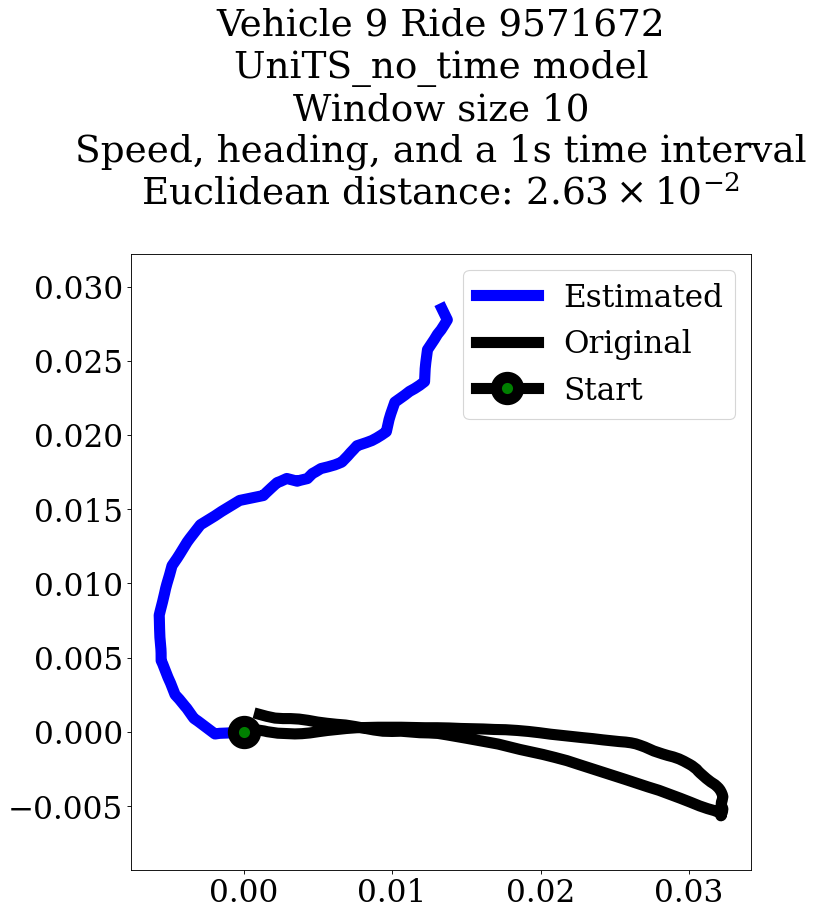 Vehicle 9 Ride 9571672
UniTS_no_time model
Window size 10
Speed, heading, and a 1s time interval
Euclidean distance: 2.63 × 10⁻²
0.030
0.025
0.020
0.015
0.010
0.005
0.000
−0.005
Estimated
Original
Start
0.00 0.01 0.02 0.03